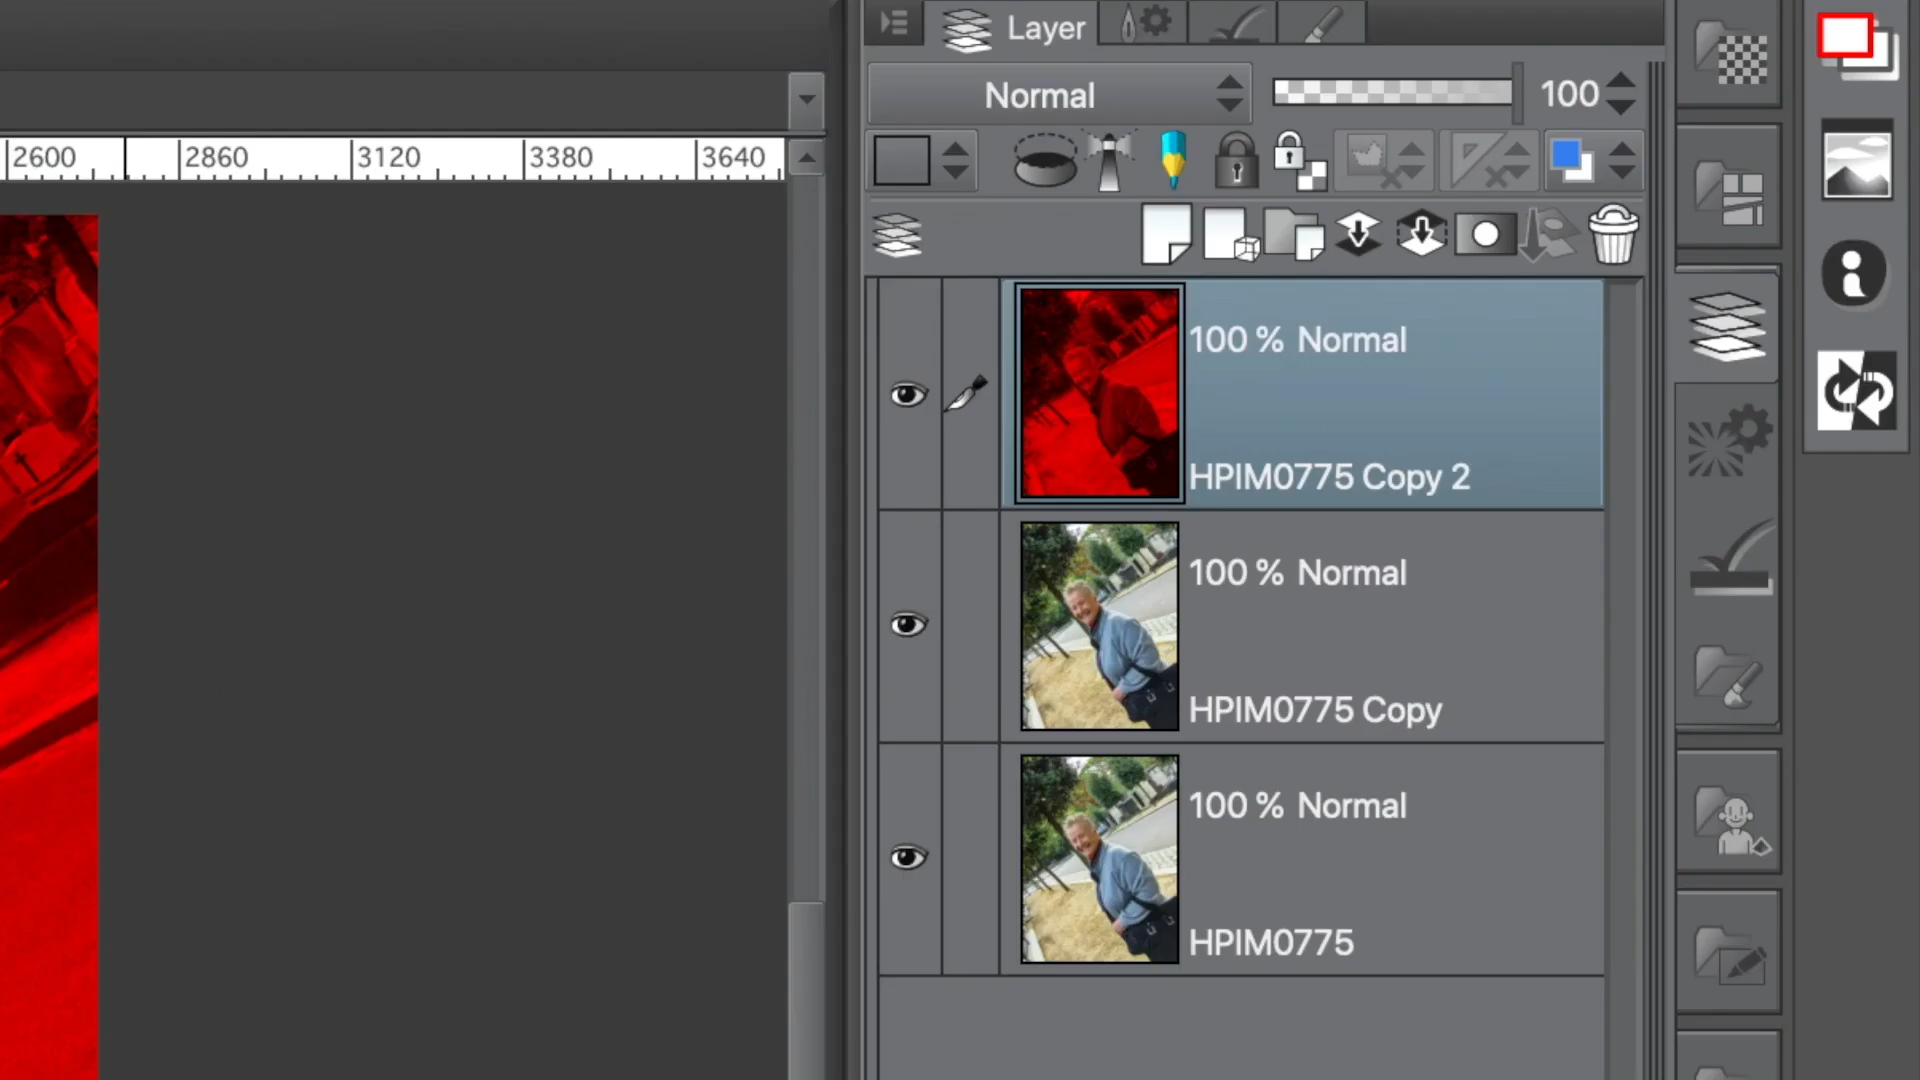 Layer
Normal
100
2600
2860
3120
3380
3640
100 % Normal
HPIM0775 Copy 2
100 % Normal
HPIM0775 Copy
100 % Normal
HPIM0775